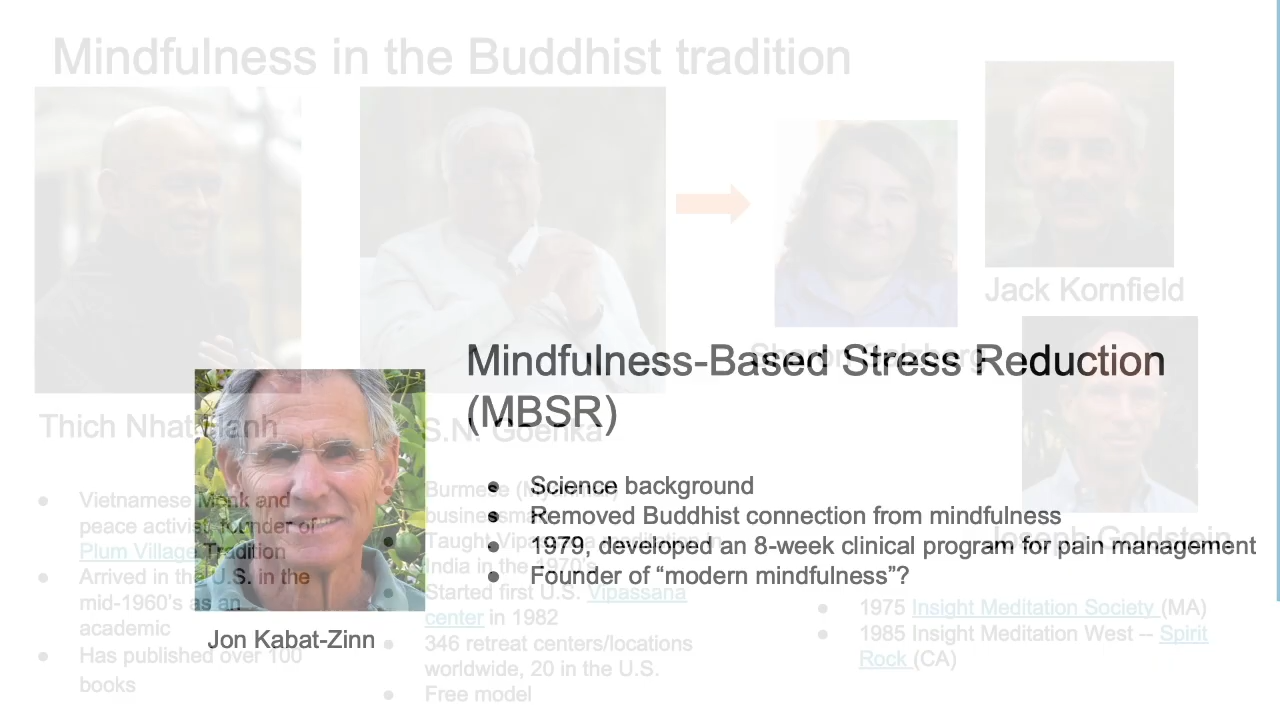 Mindfulness in the Buddhist tradition
Jack Kornfield
Sharon Salzberg
Mindfulness-Based Stress Reduction
(MBSR)
Thich Nhat Hanh
S.N. Goenka
Joseph Goldstein
● Vietnamese Monk and
peace activist, founder of
Plum Village Tradition
● Arrived in the U.S. in the
mid-1960's as an
academic
● Has published over 100
books
Jon Kabat-Zinn
● Burmese (Myanmar)
● Taught
India in the 1970's
● Started first U.S. Vipassana
center in 1982
● 346 retreat centers/locations
worldwide, 20 in the U.S.
● Free model
● Science background
● Removed Buddhist connection from mindfulness
● 1979, developed an 8-week clinical program for pain management
● Founder of “modern mindfulness”?
● 1975 Insight Meditation Society (MA)
● 1985 Insight Meditation West -- Spirit
Rock (CA)